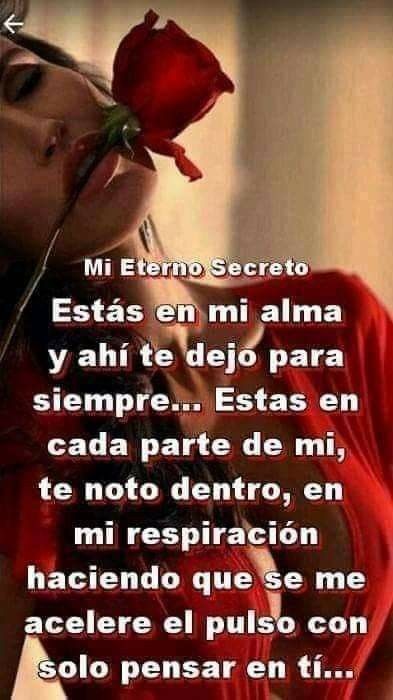 Mi Eterno Secreto
Estás en mi alma
y ahí te dejo para
siempre... Estas en
cada parte de mi,
te noto dentro, en
mi respiración
haciendo que se me
acelere el pulso con
solo pensar en tí...